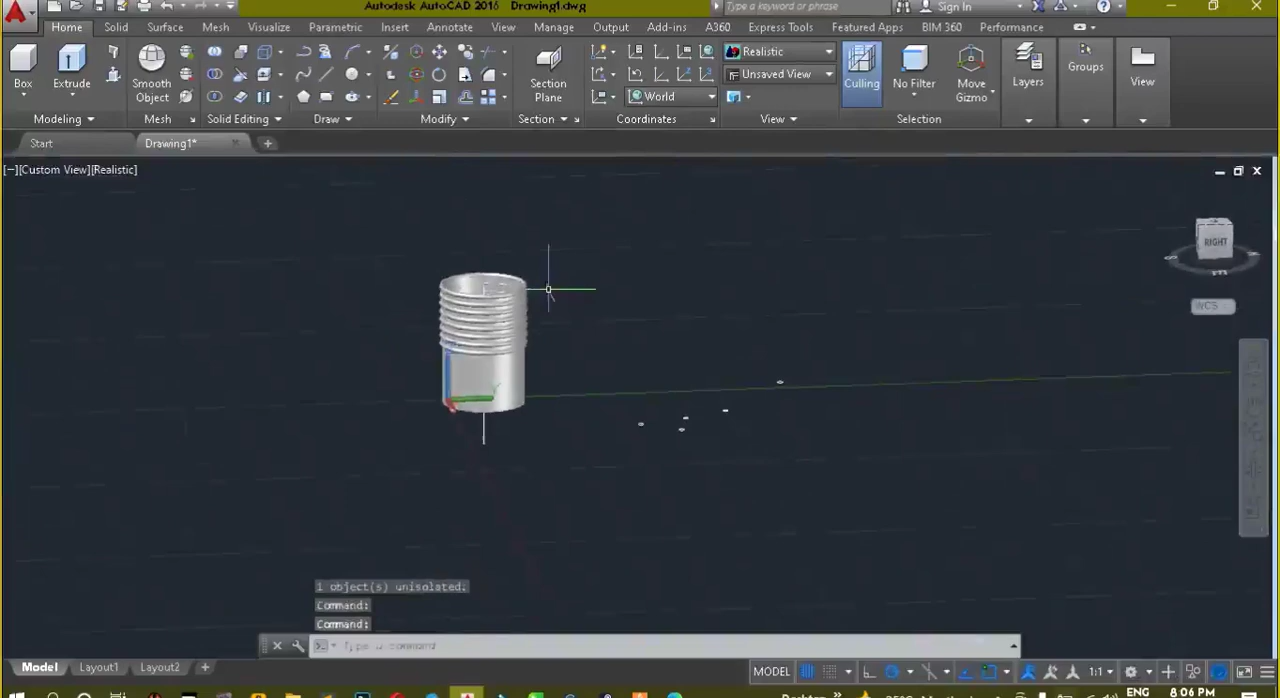 Autodesk AutoCAD 2016 Drawing1.dwg
Type a keyword or phrase
Sign In
Home Solid Surface Mesh Visualize Parametric Insert Annotate View Manage Output Add-ins A360 Express Tools Featured Apps BIM 360 Performance
Box
Extrude
Smooth Object
Section Plane
World
Realistic
Unsaved View
Culling
No Filter
Move Gizmo
Layers
Groups
View
Modeling Mesh Solid Editing Draw Modify Section Coordinates View Selection
Start Drawing1* +
[−][Custom View][Realistic]
RIGHT
WCS
Y
1 object(s) unisolated.
Command:
Command:
Type a command
Model Layout1 Layout2 +
MODEL 1:1
ENG 8:06 PM